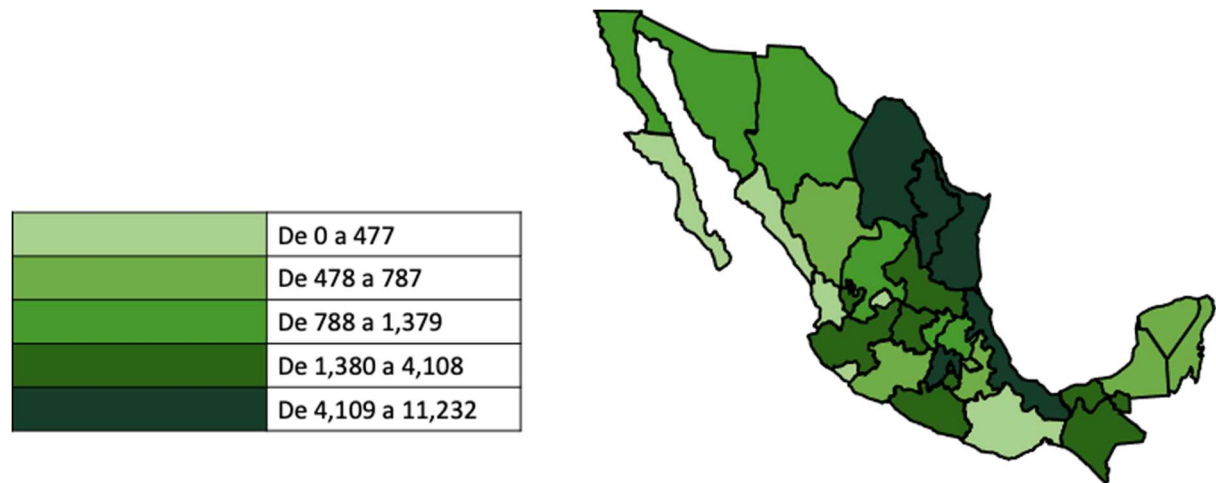 De 0 a 477
De 478 a 787
De 788 a 1,379
De 1,380 a 4,108
De 4,109 a 11,232